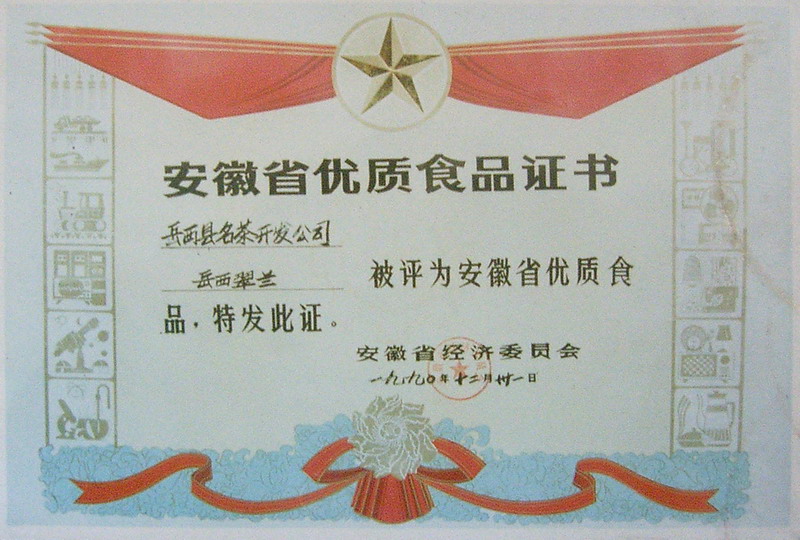 安徽省优质食品证书
岳西县名茶开发公司
岳西翠兰 被评为安徽省优质食
品，特发此证。
安徽省经济委员会
一九九〇年十二月卅一日